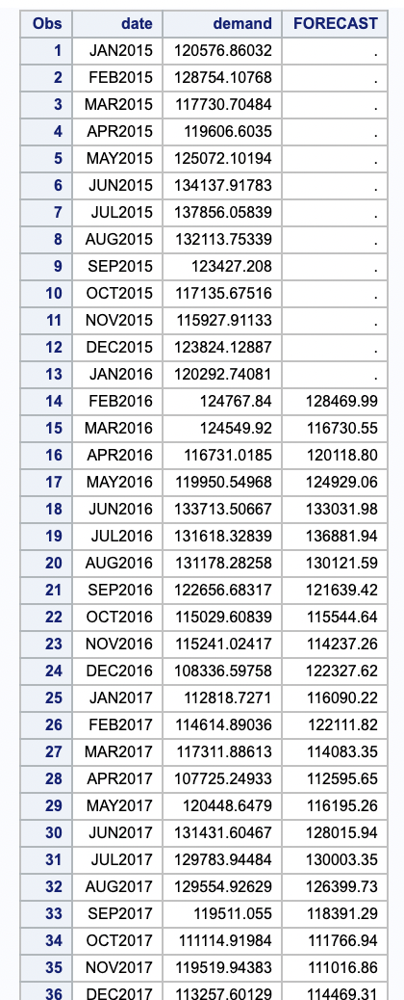 Obs date demand FORECAST
1 JAN2015 120576.86032 .
2 FEB2015 128754.10768 .
3 MAR2015 117730.70484 .
4 APR2015 119606.6035 .
5 MAY2015 125072.10194 .
6 JUN2015 134137.91783 .
7 JUL2015 137856.05839 .
8 AUG2015 132113.75339 .
9 SEP2015 123427.208 .
10 OCT2015 117135.67516 .
11 NOV2015 115927.91133 .
12 DEC2015 123824.12887 .
13 JAN2016 120292.74081 .
14 FEB2016 124767.84 128469.99
15 MAR2016 124549.92 116730.55
16 APR2016 116731.0185 120118.80
17 MAY2016 119950.54968 124929.06
18 JUN2016 133713.50667 133031.98
19 JUL2016 131618.32839 136881.94
20 AUG2016 131178.28258 130121.59
21 SEP2016 122656.68317 121639.42
22 OCT2016 115029.60839 115544.64
23 NOV2016 115241.02417 114237.26
24 DEC2016 108336.59758 122327.62
25 JAN2017 112818.7271 116090.22
26 FEB2017 114614.89036 122111.82
27 MAR2017 117311.88613 114083.35
28 APR2017 107725.24933 112595.65
29 MAY2017 120448.6479 116195.26
30 JUN2017 131431.60467 128015.94
31 JUL2017 129783.94484 130003.35
32 AUG2017 129554.92629 126399.73
33 SEP2017 119511.055 118391.29
34 OCT2017 111114.91984 111766.94
35 NOV2017 119519.94383 111016.86
36 DEC2017 113257.60129 114469.31